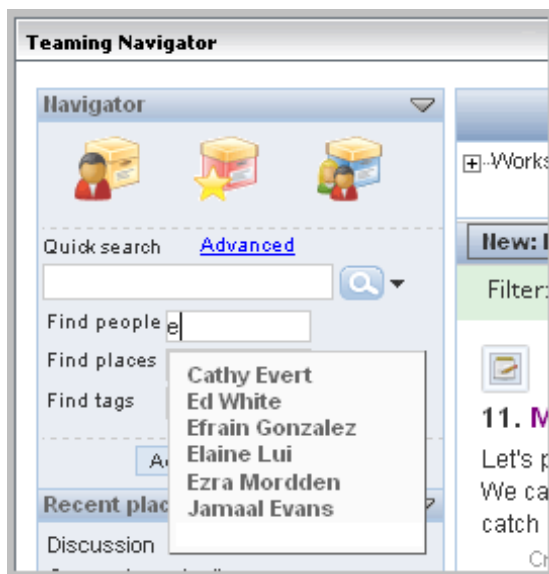 Teaming Navigator
Navigator
Quick search Advanced
Find people e
Find places
Find tags
Cathy Evert
Ed White
Efrain Gonzalez
Elaine Lui
Ezra Mordden
Jamaal Evans
Recent plac
Discussion
Works
New:
Filter:
11. M
Let's p
We ca
catch